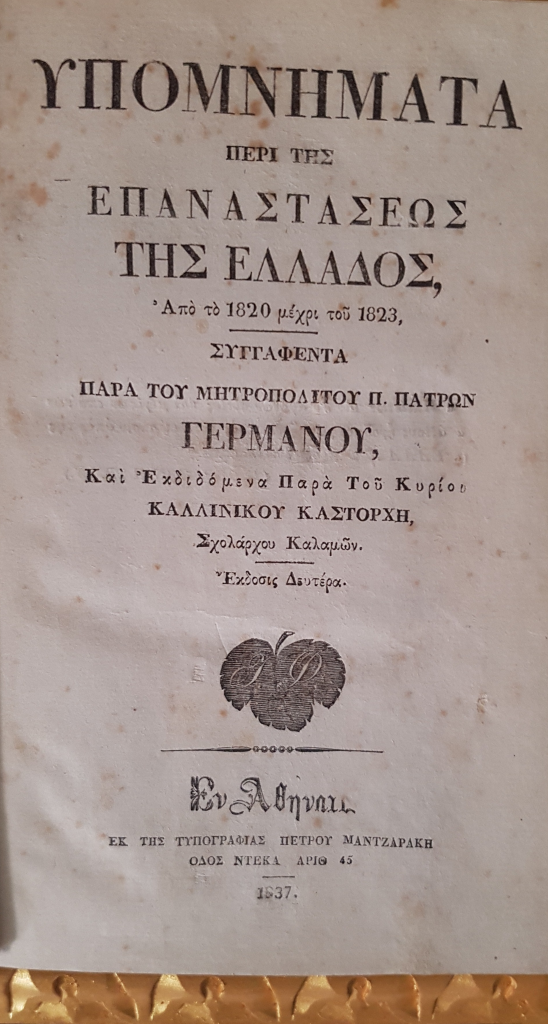 ΥΠΟΜΝΗΜΑΤΑ
ΠΕΡΙ ΤΗΣ
ΕΠΑΝΑΣΤΑΣΕΩΣ
ΤΗΣ ΕΛΛΑΔΟΣ,
Ἀπὸ τὸ 1820 μέχρι τοῦ 1823,
ΣΥΓΓΑΦΕΝΤΑ
ΠΑΡΑ ΤΟΥ ΜΗΤΡΟΠΟΛΙΤΟΥ Π. ΠΑΤΡΩΝ
ΓΕΡΜΑΝΟΥ,
Καὶ Ἐκδιδόμενα Παρὰ Τοῦ Κυρίου
ΚΑΛΛΙΝΙΚΟΥ ΚΑΣΤΟΡΧΗ,
Σχολάρχου Καλαμῶν.
Ἔκδοσις Δευτέρα.
Εν Αθήναις
ΕΚ ΤΗΣ ΤΥΠΟΓΡΑΦΙΑΣ ΠΕΤΡΟΥ ΜΑΝΤΖΑΡΑΚΗ
ΟΔΟΣ ΝΤΕΚΑ ΑΡΙΘ 45
1837.